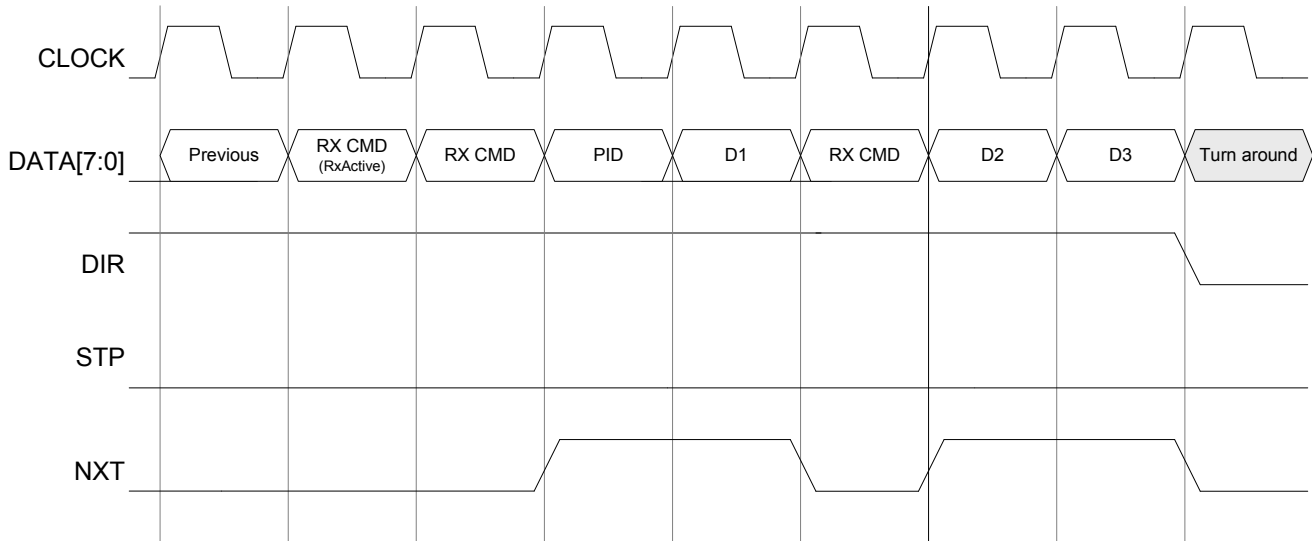 CLOCK
DATA[7:0]
Previous
RX CMD
(RxActive)
RX CMD
PID
D1
RX CMD
D2
D3
Turn around
DIR
STP
NXT